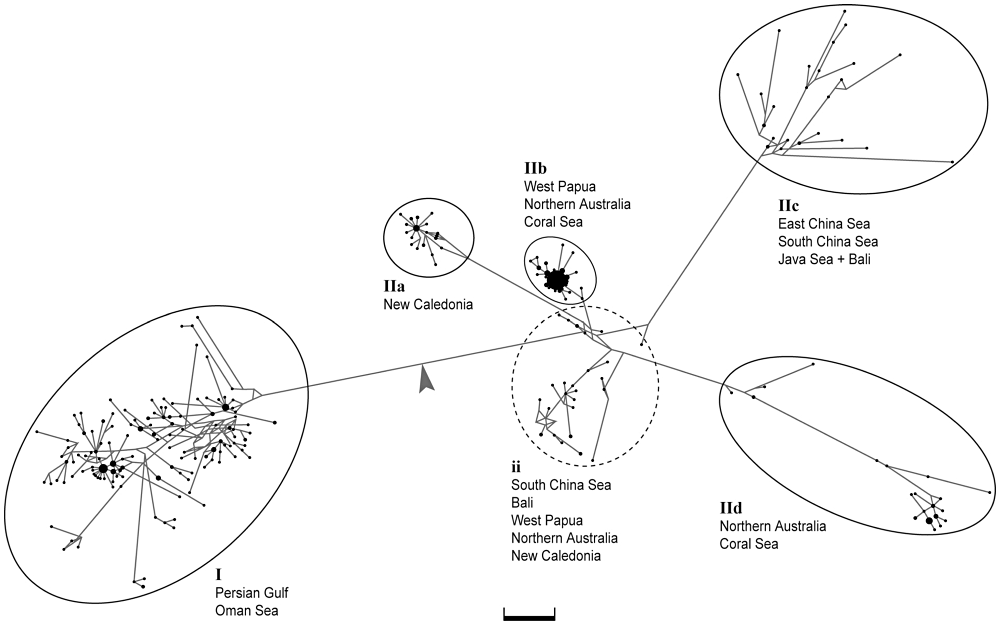 IIb
West Papua
Northern Australia
Coral Sea
IIc
East China Sea
South China Sea
Java Sea + Bali
IIa
New Caledonia
ii
South China Sea
Bali
West Papua
Northern Australia
New Caledonia
IId
Northern Australia
Coral Sea
I
Persian Gulf
Oman Sea